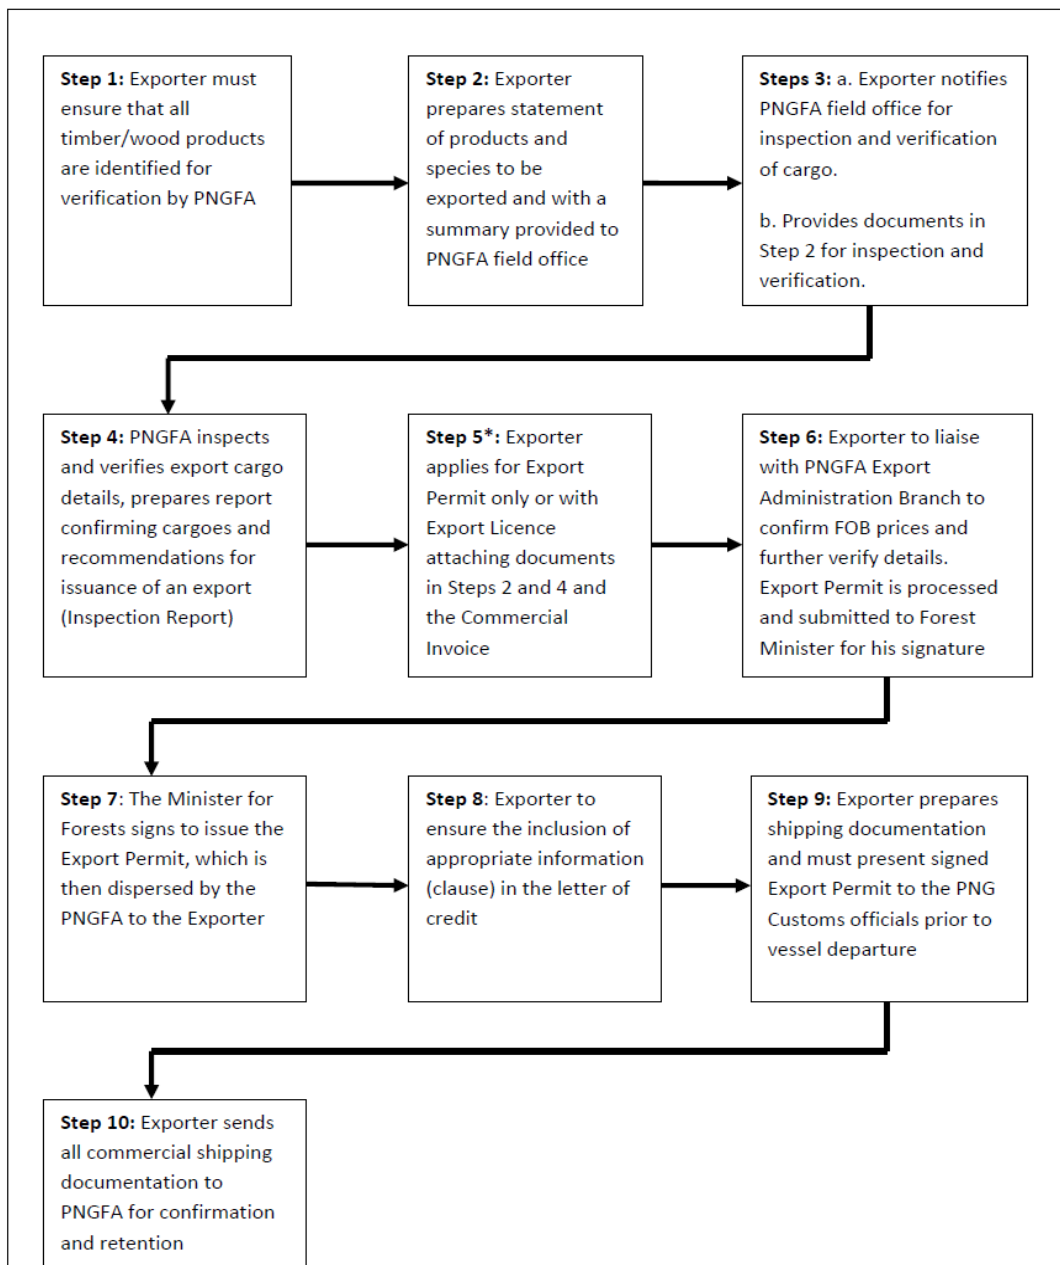 Step 1: Exporter must
ensure that all
timber/wood products
are identified for
verification by PNGFA
Step 2: Exporter
prepares statement
of products and
species to be
exported and with a
summary provided to
PNGFA field office
Steps 3: a. Exporter notifies
PNGFA field office for
inspection and verification
of cargo.
b. Provides documents in
Step 2 for inspection and
verification.
Step 4: PNGFA inspects
and verifies export cargo
details, prepares report
confirming cargoes and
recommendations for
issuance of an export
(Inspection Report)
Step 5*: Exporter
applies for Export
Permit only or with
Export Licence
attaching documents
in Steps 2 and 4 and
the Commercial
Invoice
Step 6: Exporter to liaise
with PNGFA Export
Administration Branch to
confirm FOB prices and
further verify details.
Export Permit is processed
and submitted to Forest
Minister for his signature
Step 7: The Minister for
Forests signs to issue the
Export Permit, which is
then dispersed by the
PNGFA to the Exporter
Step 8: Exporter to
ensure the inclusion of
appropriate information
(clause) in the letter of
credit
Step 9: Exporter prepares
shipping documentation
and must present signed
Export Permit to the PNG
Customs officials prior to
vessel departure
Step 10: Exporter sends
all commercial shipping
documentation to
PNGFA for confirmation
and retention